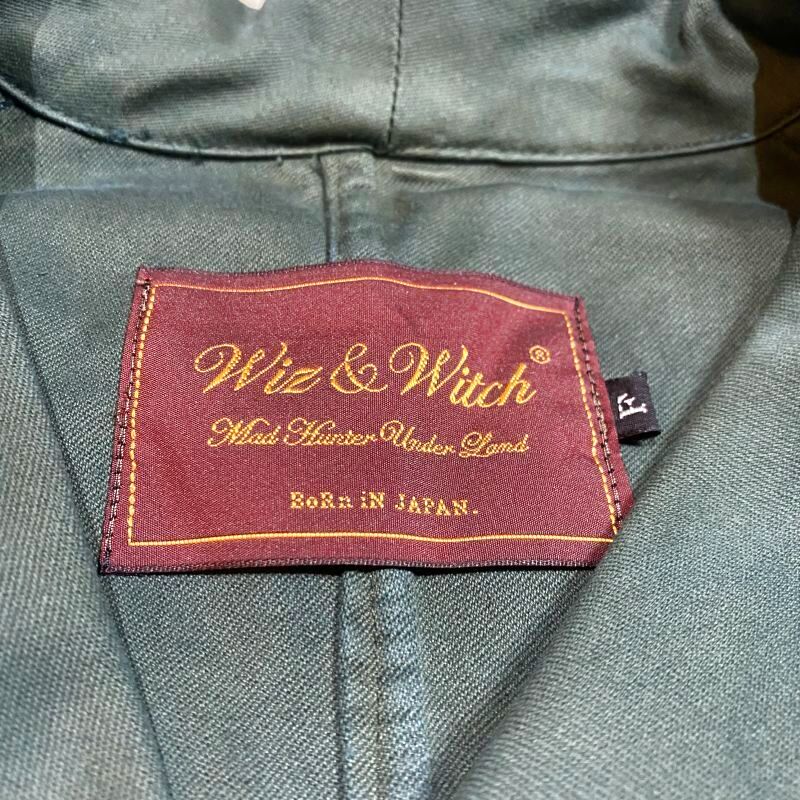 Wiz & Witch®
Mad Hunter Under Land
BoRn iN JAPAN.
F